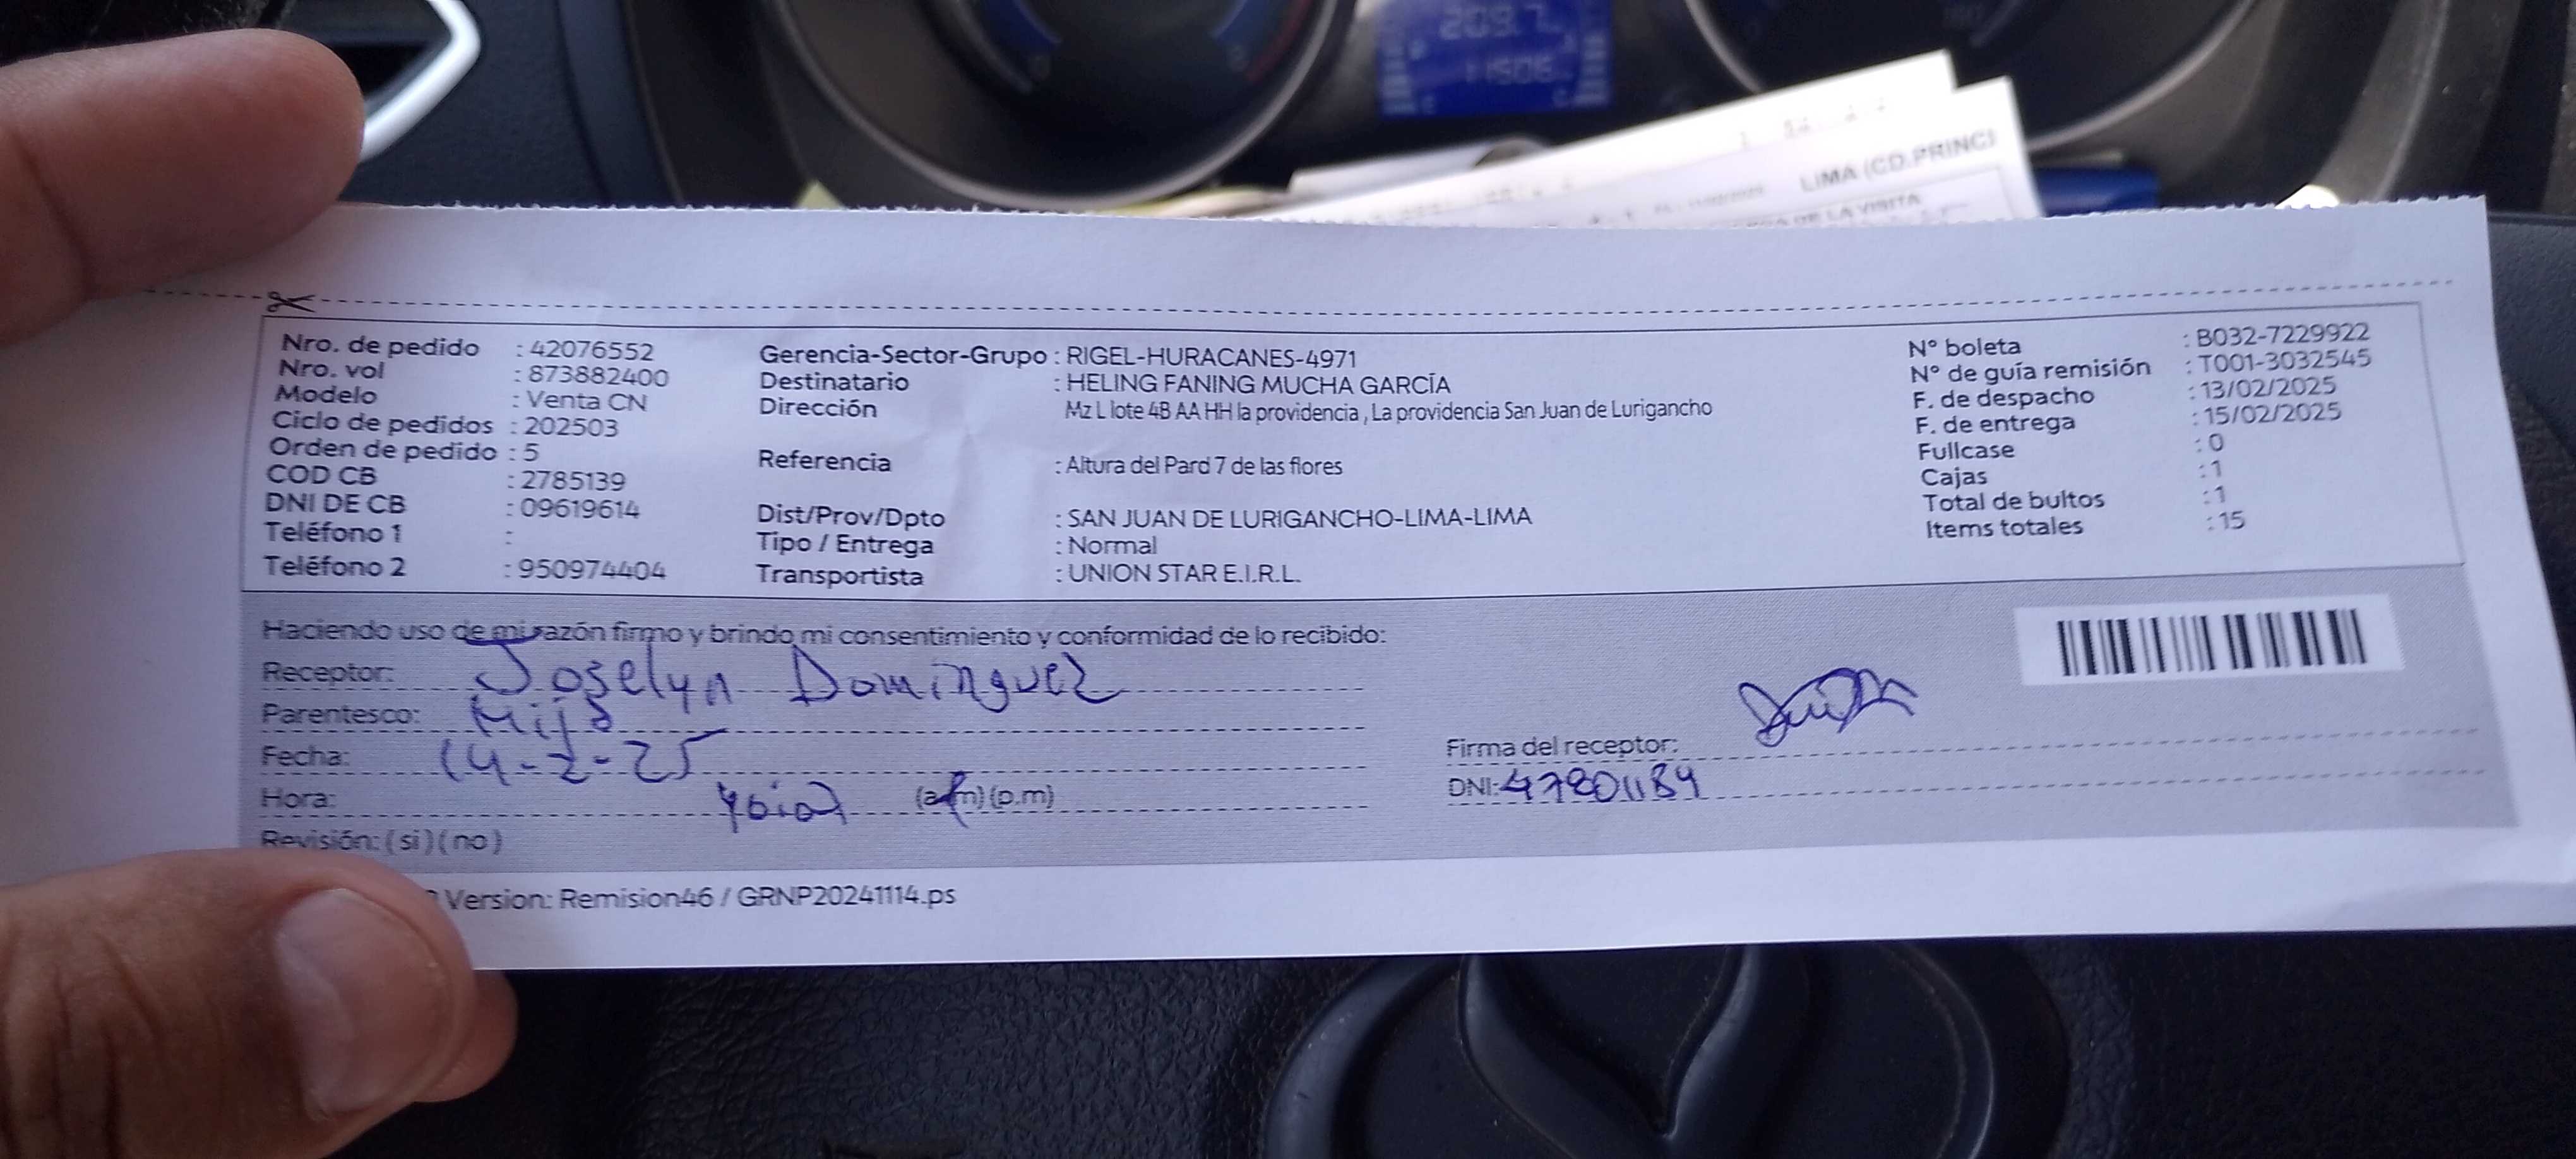 209.7
LIMA (CD.PRINC)
DE LA VISITA
Nro. de pedido : 42076552
Nro. vol : 873882400
Modelo : Venta CN
Ciclo de pedidos : 202503
Orden de pedido : 5
COD CB : 2785139
DNI DE CB : 09619614
Teléfono 1 :
Teléfono 2 : 950974404
Gerencia-Sector-Grupo : RIGEL-HURACANES-4971
Destinatario : HELING FANING MUCHA GARCÍA
Dirección Mz L lote 4B AA HH la providencia , La providencia San Juan de Lurigancho
Referencia : Altura del Pard 7 de las flores
Dist/Prov/Dpto : SAN JUAN DE LURIGANCHO-LIMA-LIMA
Tipo / Entrega : Normal
Transportista : UNION STAR E.I.R.L.
N° boleta : B032-7229922
N° de guía remisión : T001-3032545
F. de despacho : 13/02/2025
F. de entrega : 15/02/2025
Fullcase : 0
Cajas : 1
Total de bultos : 1
Items totales : 15
Haciendo uso de mi razón firmo y brindo mi consentimiento y conformidad de lo recibido:
Receptor: Joselyn Dominguez
Parentesco: Hija
Fecha: 14-2-25
Hora: (a.m) (p.m)
Revisión: ( si ) ( no )
Firma del receptor:
DNI: 47801184
Version: Remision46 / GRNP20241114.ps